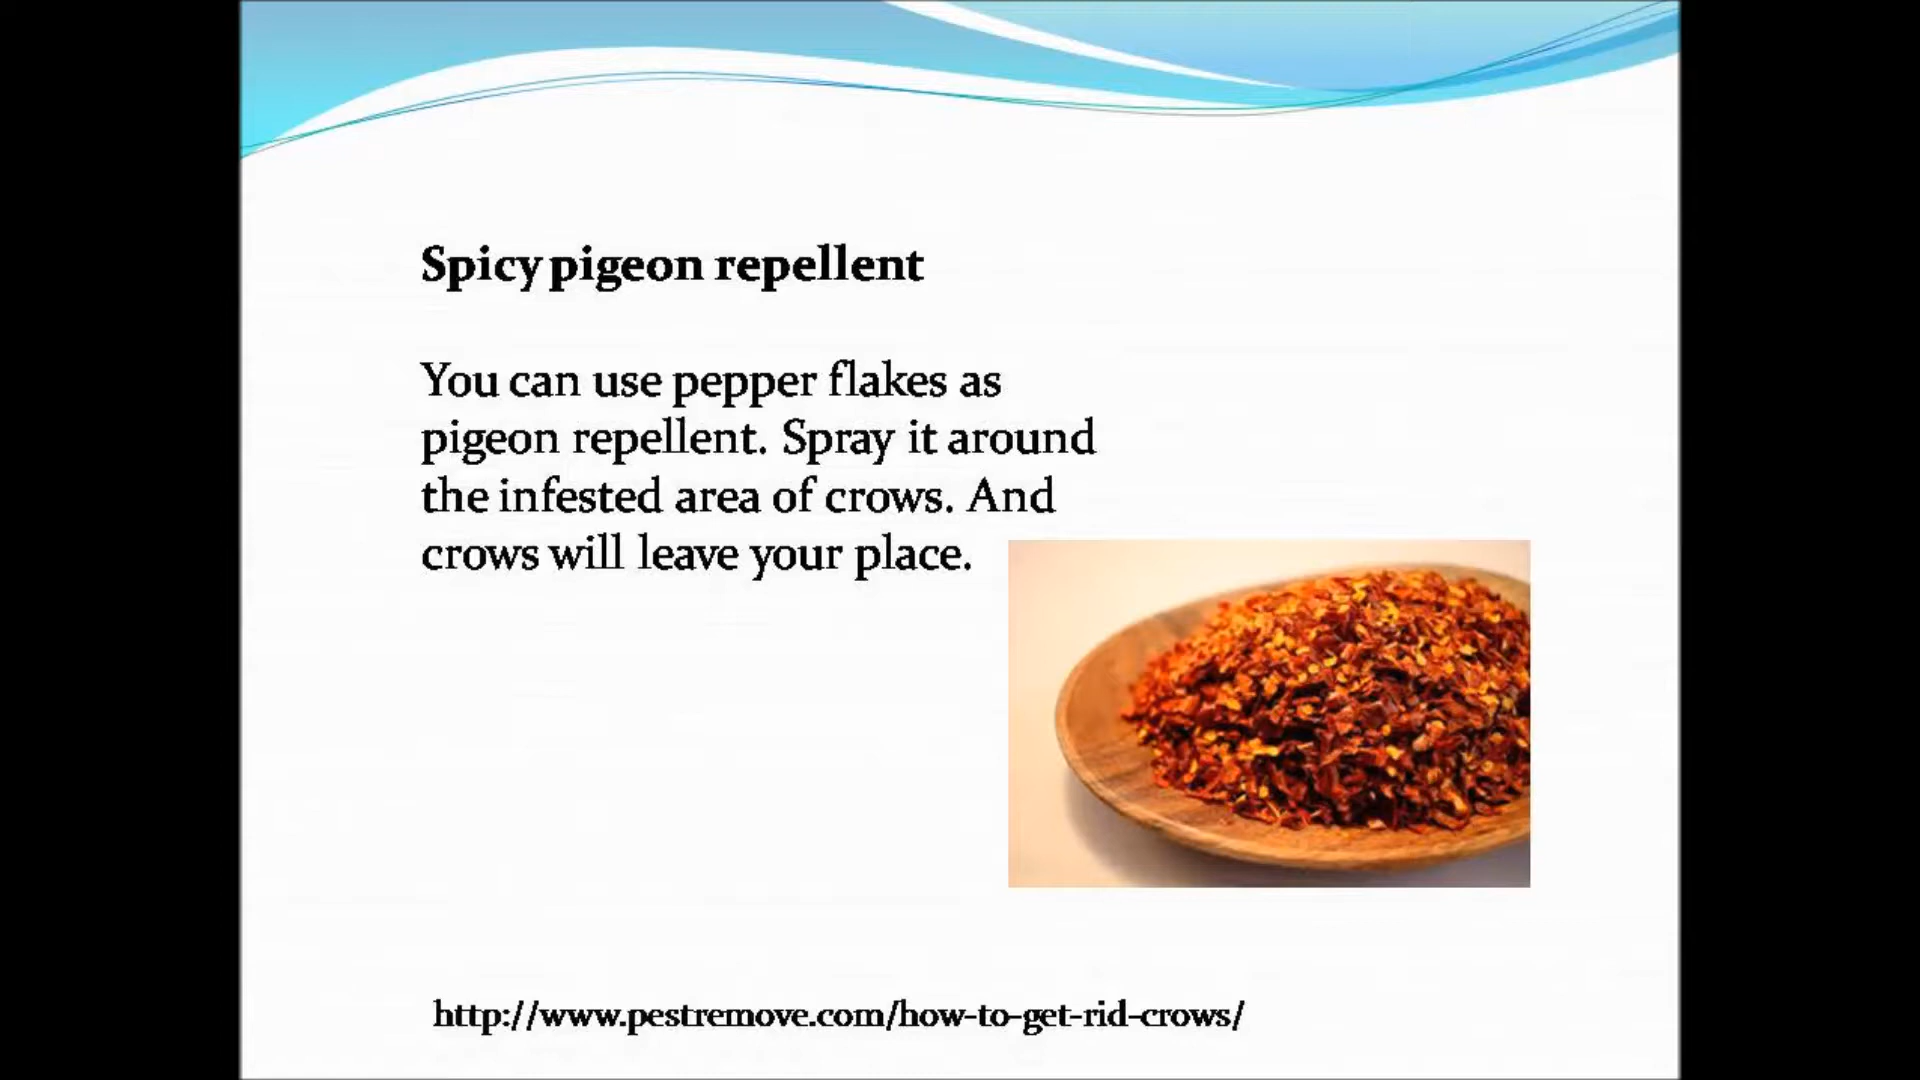 Spicy pigeon repellent
You can use pepper flakes as
pigeon repellent. Spray it around
the infested area of crows. And
crows will leave your place.
http://www.pestremove.com/how-to-get-rid-crows/